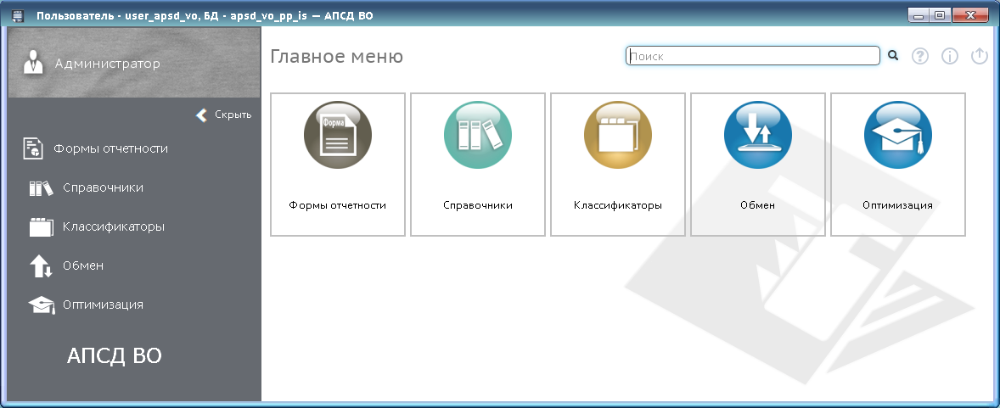 Пользователь - user_apsd_vo, БД - apsd_vo_pp_is — АПСД ВО
Администратор
Скрыть
Формы отчетности
Справочники
Классификаторы
Обмен
Оптимизация
АПСД ВО
Главное меню
Поиск
Форма
Формы отчетности
Справочники
Классификаторы
Обмен
Оптимизация